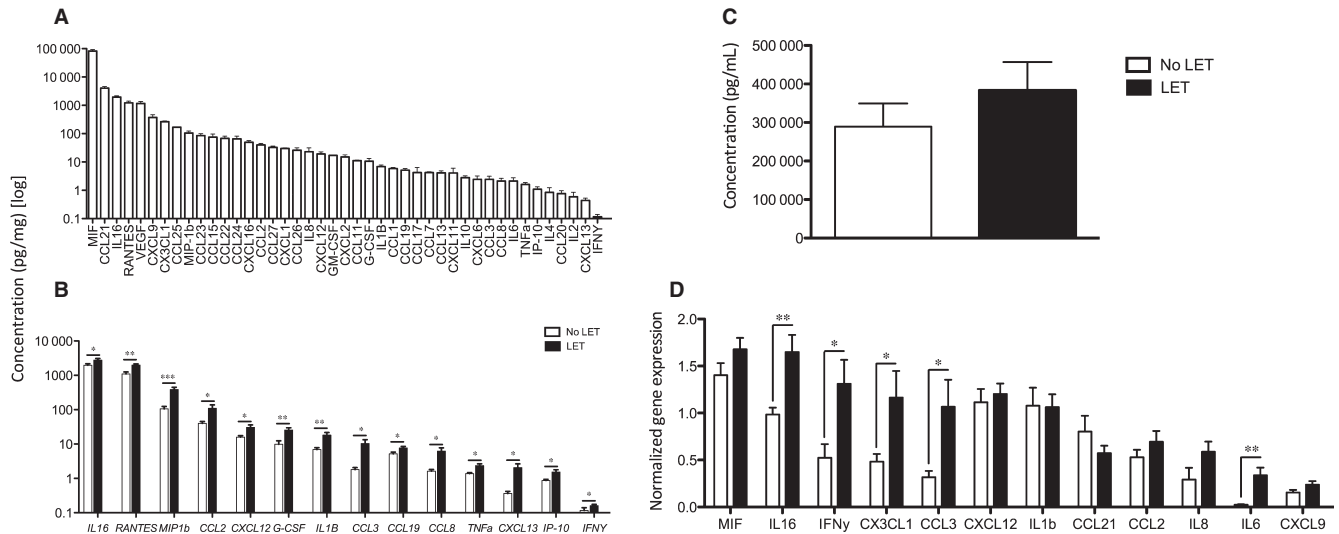 A
Concentration (pg/mg) [log]
100 000
10 000
1000
100
10
1
0.1
MIF
CCL21
IL16
RANTES
VEGF
CXCL9
CX3CL1
CCL25
MIP-1b
CCL23
CCL15
CCL22
CCL24
CXCL16
CCL2
CCL27
CXCL1
CCL26
IL8
CXCL12
GM-CSF
CXCL2
CCL11
G-CSF
IL1B
CCL1
CCL19
CCL17
CCL7
CCL13
CXCL11
IL10
CXCL6
CCL3
CCL8
IL6
TNFa
IP-10
IL4
CCL20
IL2
CXCL13
IFNY
B
No LET
LET
10 000
1000
100
10
1
0.1
* ** *** * * ** ** * * * * * * *
IL16 RANTES MIP1b CCL2 CXCL12 G-CSF IL1B CCL3 CCL19 CCL8 TNFa CXCL13 IP-10 IFNY
C
Concentration (pg/mL)
500 000
400 000
300 000
200 000
100 000
0
No LET
LET
D
Normalized gene expression
2.0
1.5
1.0
0.5
0.0
** * * * **
MIF IL16 IFNy CX3CL1 CCL3 CXCL12 IL1b CCL21 CCL2 IL8 IL6 CXCL9